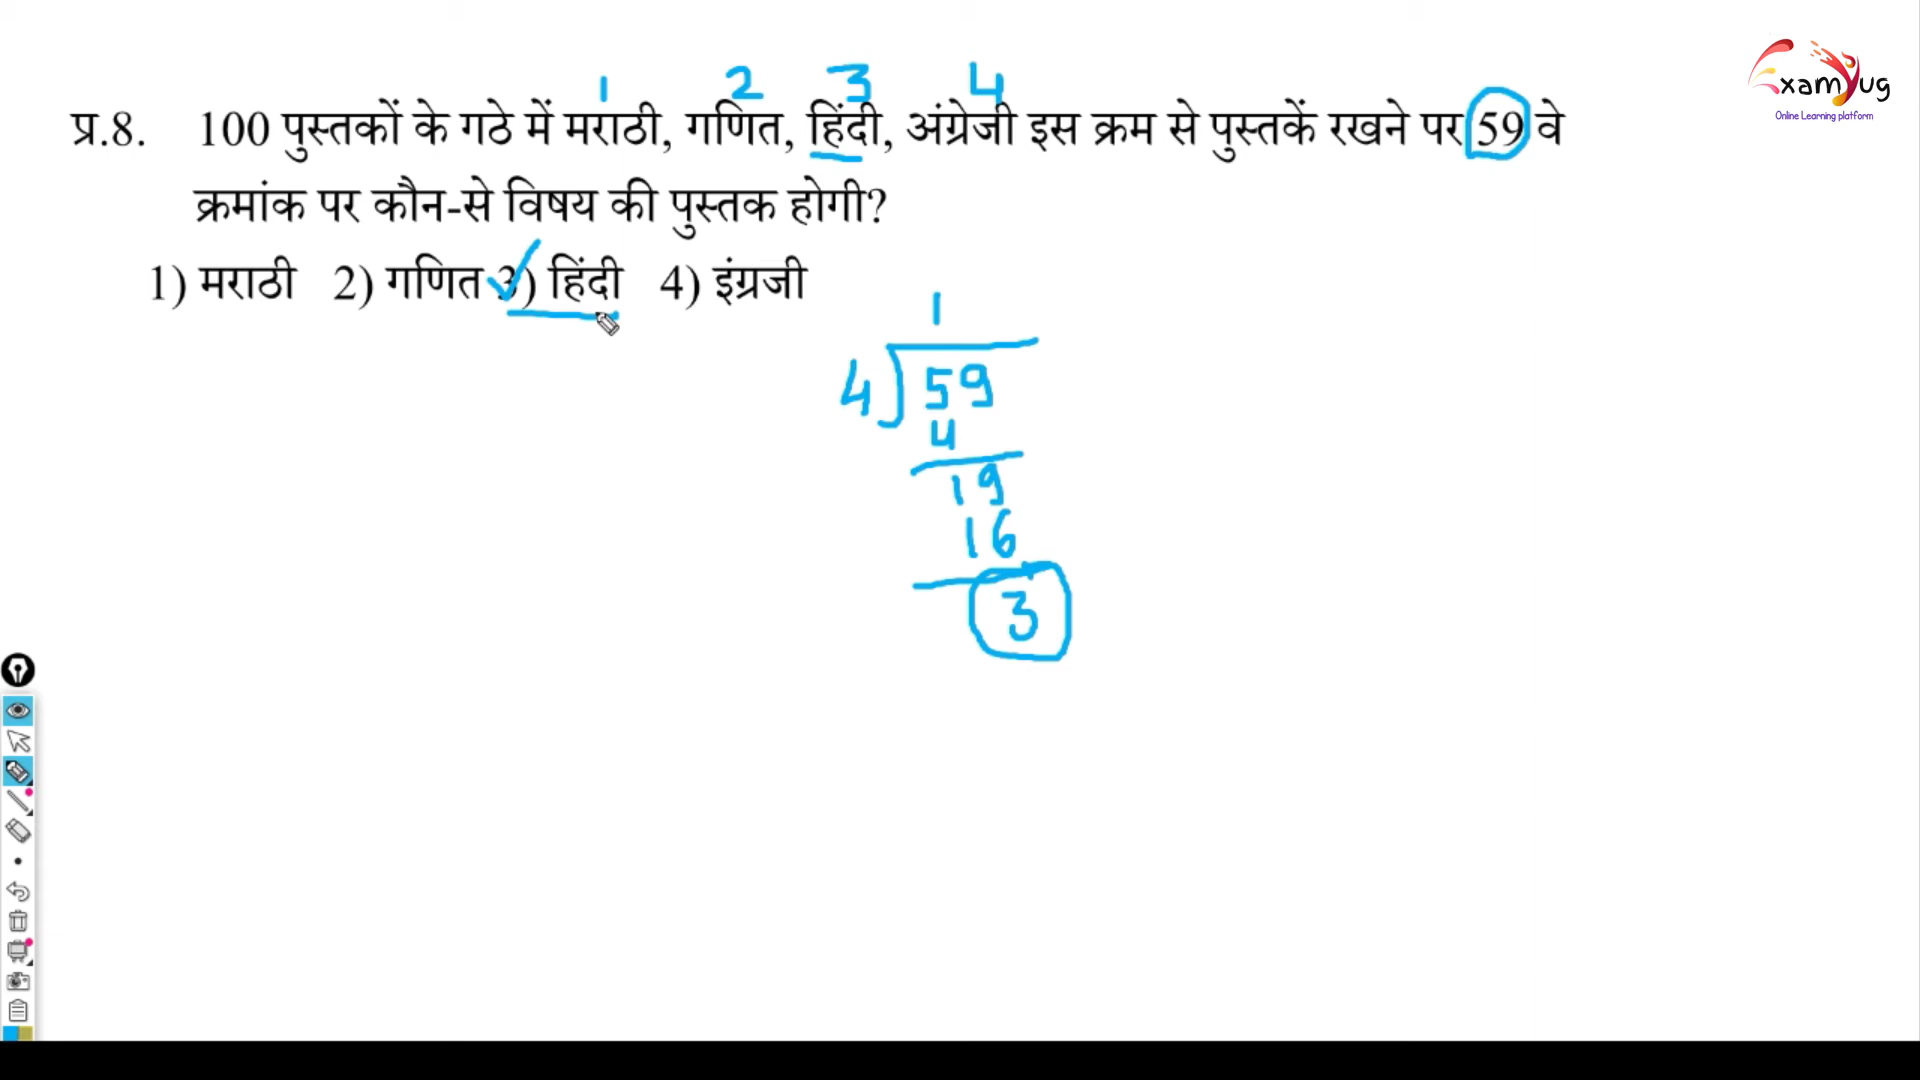 xamyug
Online Learning platform
1 2 3 4
प्र.8. 100 पुस्तकों के गठे में मराठी, गणित, हिंदी, अंग्रेजी इस क्रम से पुस्तकें रखने पर 59 वे
क्रमांक पर कौन-से विषय की पुस्तक होगी?
1) मराठी 2) गणित 3) हिंदी 4) इंग्रजी
1
4 59
4
19
16
3